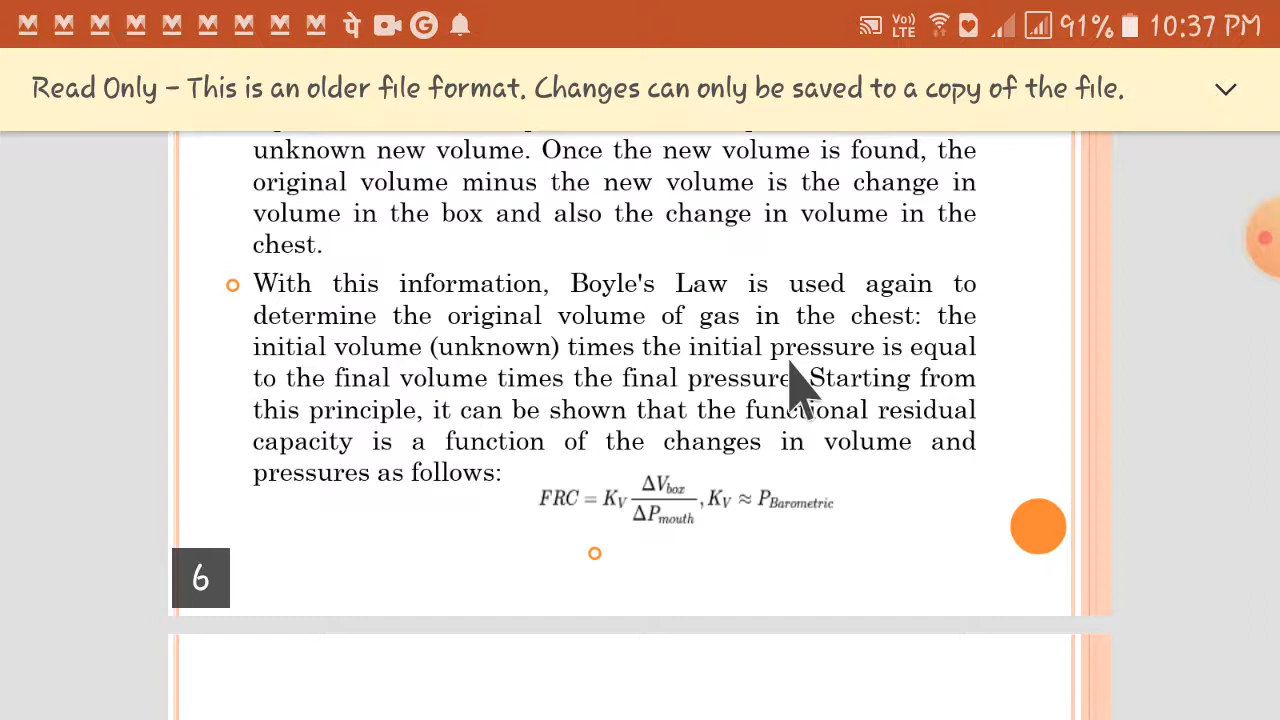 पे G Vo)) LTE 91% 10:37 PM
Read Only – This is an older file format. Changes can only be saved to a copy of the file.
unknown new volume. Once the new volume is found, the
original volume minus the new volume is the change in
volume in the box and also the change in volume in the
chest.
With this information, Boyle's Law is used again to
determine the original volume of gas in the chest: the
initial volume (unknown) times the initial pressure is equal
to the final volume times the final pressure. Starting from
this principle, it can be shown that the functional residual
capacity is a function of the changes in volume and
pressures as follows:
FRC = K_V ΔV_box / ΔP_mouth, K_V ≈ P_Barometric
6